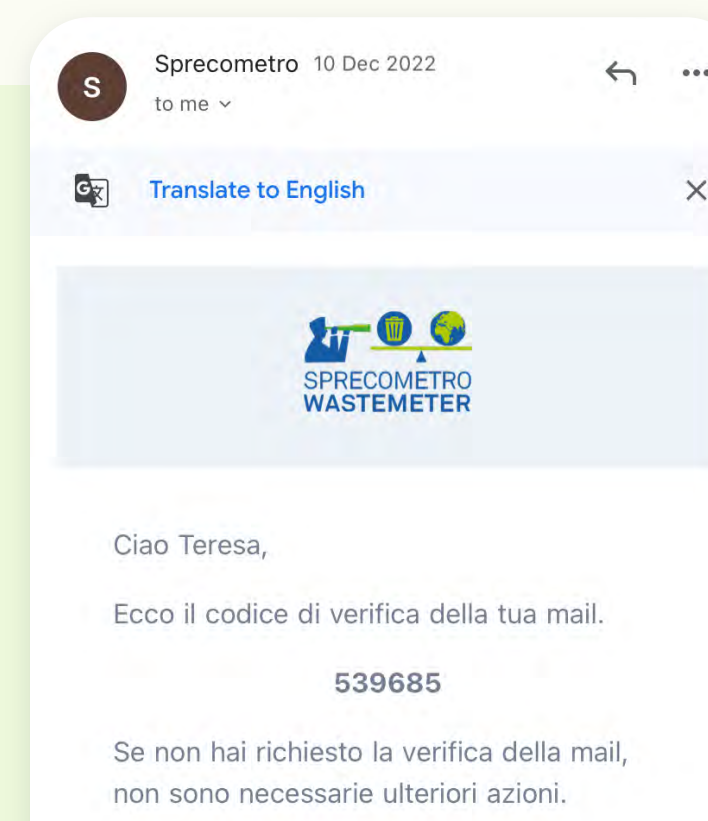 S
Sprecometro 10 Dec 2022
to me
Translate to English
SPRECOMETRO
WASTEMETER
Ciao Teresa,
Ecco il codice di verifica della tua mail.
539685
Se non hai richiesto la verifica della mail,
non sono necessarie ulteriori azioni.